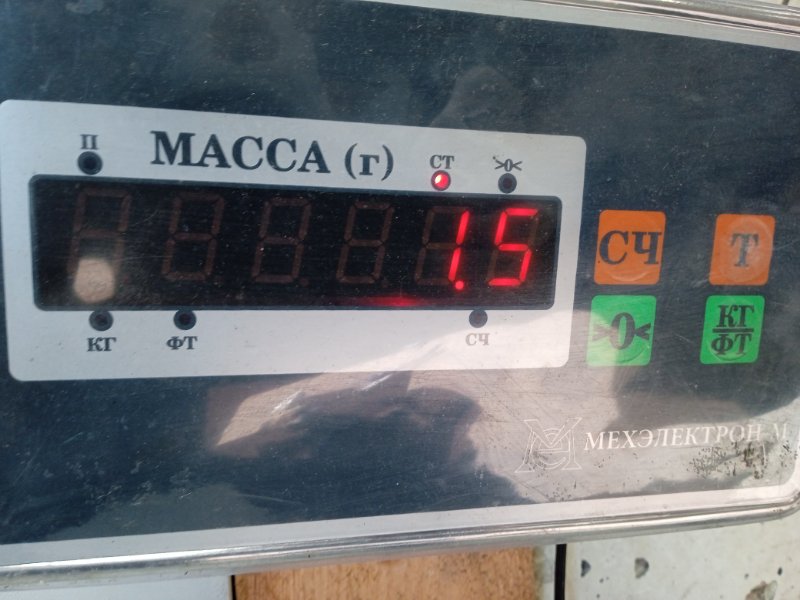 П МАССА (г) СТ >0<
1.5
КГ ФТ СЧ
СЧ Т
>0< КГ/ФТ
МЕХЭЛЕКТРОН М